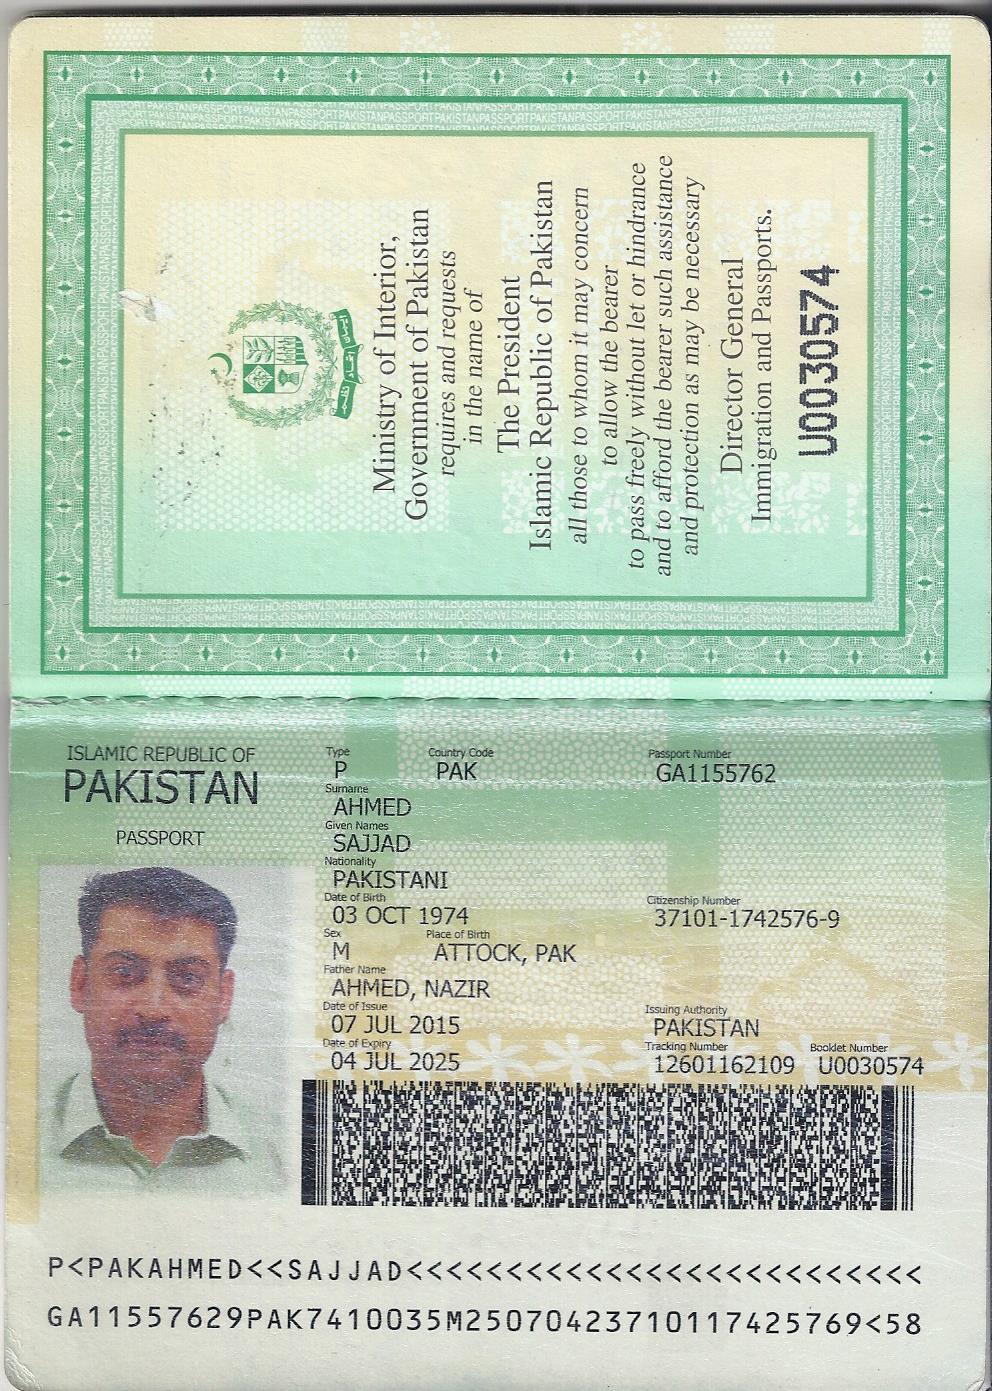 Ministry of Interior,
Government of Pakistan
requires and requests
in the name of
The President
Islamic Republic of Pakistan
all those to whom it may concern
to allow the bearer
to pass freely without let or hindrance
and to afford the bearer such assistance
and protection as may be necessary
Director General
Immigration and Passports.
U0030574
ISLAMIC REPUBLIC OF
PAKISTAN
PASSPORT
Type Country Code Passport Number
P PAK GA1155762
Surname
AHMED
Given Names
SAJJAD
Nationality
PAKISTANI
Date of Birth Citizenship Number
03 OCT 1974 37101-1742576-9
Sex Place of Birth
M ATTOCK, PAK
Father Name
AHMED, NAZIR
Date of Issue Issuing Authority
07 JUL 2015 PAKISTAN
Date of Expiry Tracking Number Booklet Number
04 JUL 2025 12601162109 U0030574
P<PAKAHMED<<SAJJAD<<<<<<<<<<<<<<<<<<<<<<<<<<
GA11557629PAK7410035M25070423710117425769<58